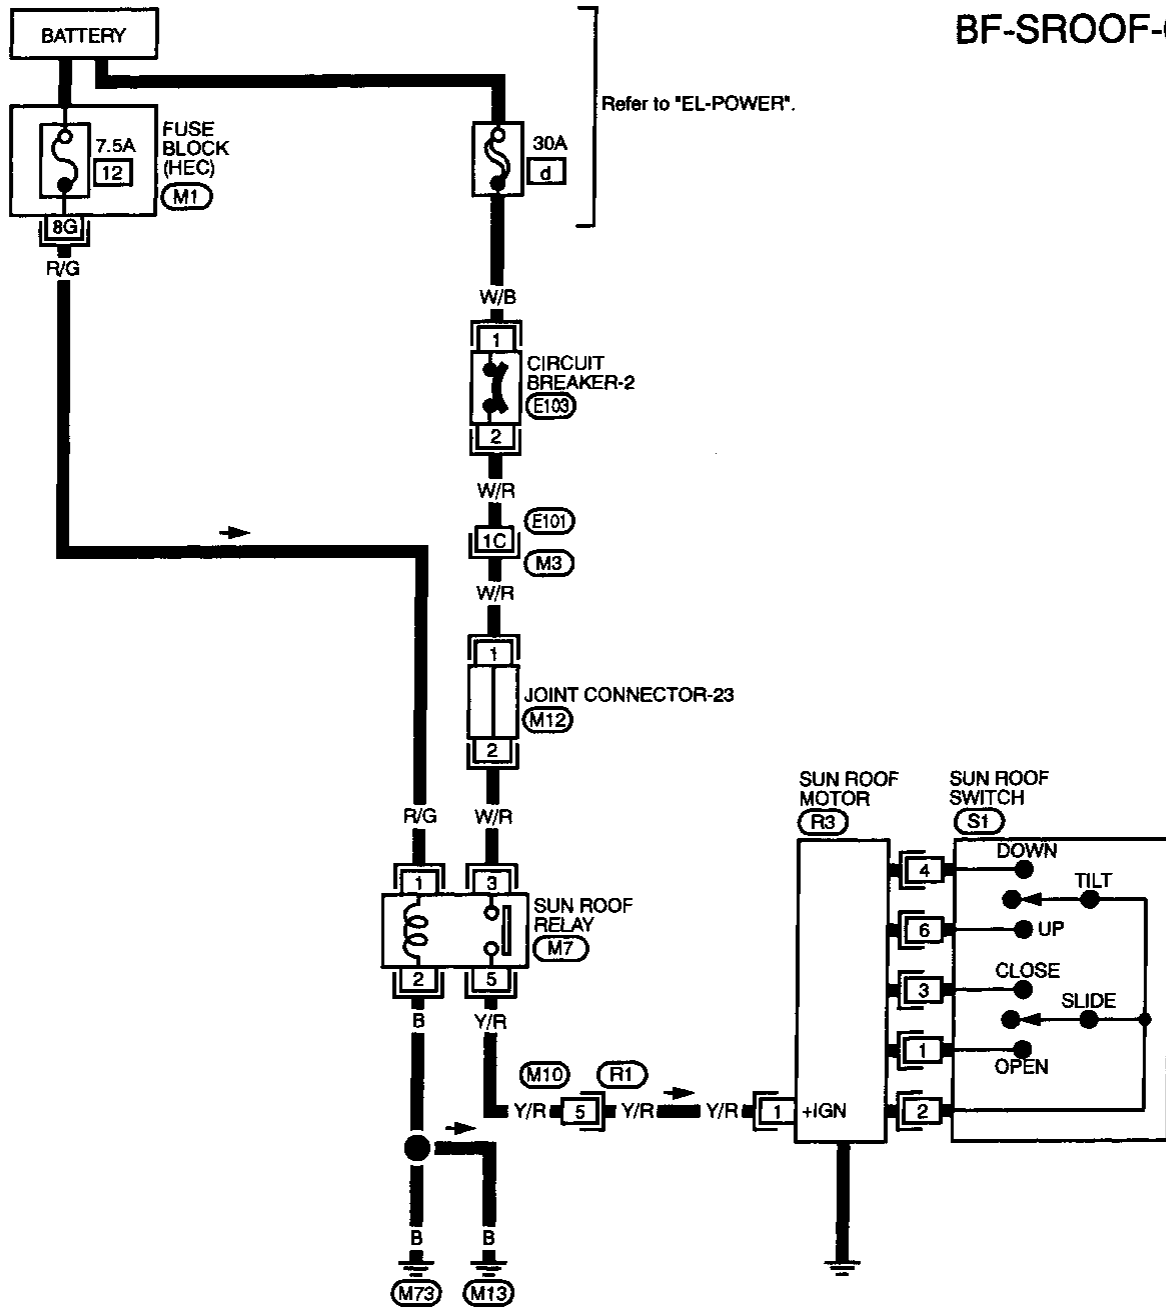 BF-SROOF-
BATTERY
Refer to "EL-POWER".
7.5A
12
FUSE
BLOCK
(HEC)
M1
30A
d
8G
R/G
W/B
1
CIRCUIT
BREAKER-2
E103
2
W/R
E101
1C
M3
W/R
1
JOINT CONNECTOR-23
M12
2
R/G
W/R
1
3
SUN ROOF
RELAY
M7
2
5
B
Y/R
SUN ROOF
MOTOR
R3
SUN ROOF
SWITCH
S1
4
DOWN
TILT
6
UP
3
CLOSE
SLIDE
1
OPEN
M10
R1
Y/R
5
Y/R
Y/R
1
+IGN
2
B
B
M73
M13